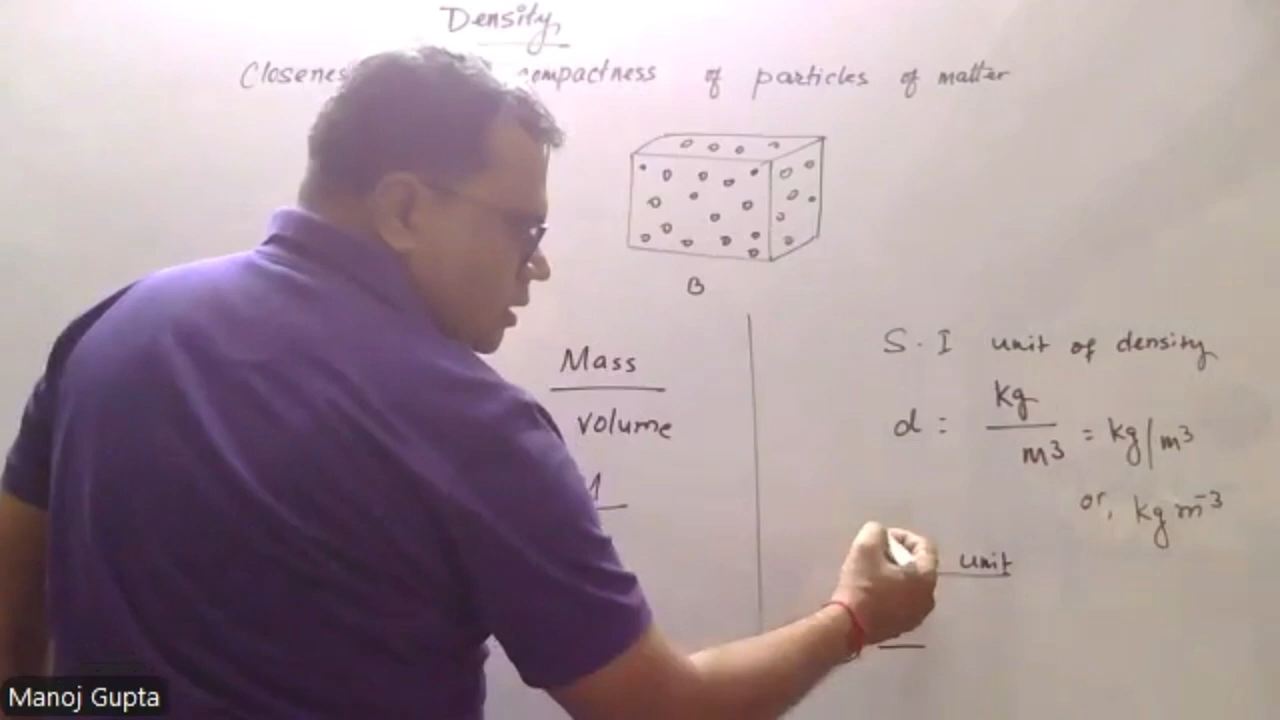 Density
Closenes ompactness of particles of matter
B
Mass
volume
S.I unit of density
d = kg / m³ = kg/m³
or, kg m⁻³
unit
Manoj Gupta